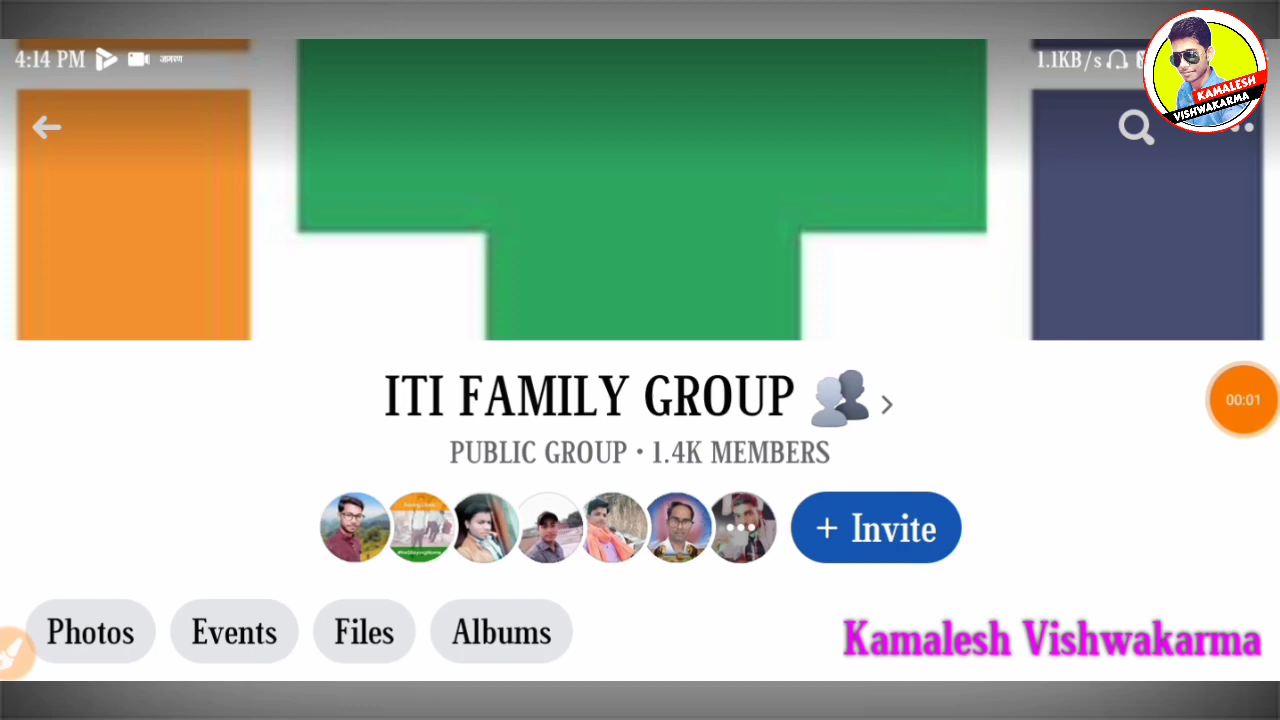 4:14 PM जागरण 1.1KB/s
KAMALESH
VISHWAKARMA
ITI FAMILY GROUP
PUBLIC GROUP • 1.4K MEMBERS
00:01
+ Invite
Photos Events Files Albums
Kamalesh Vishwakarma